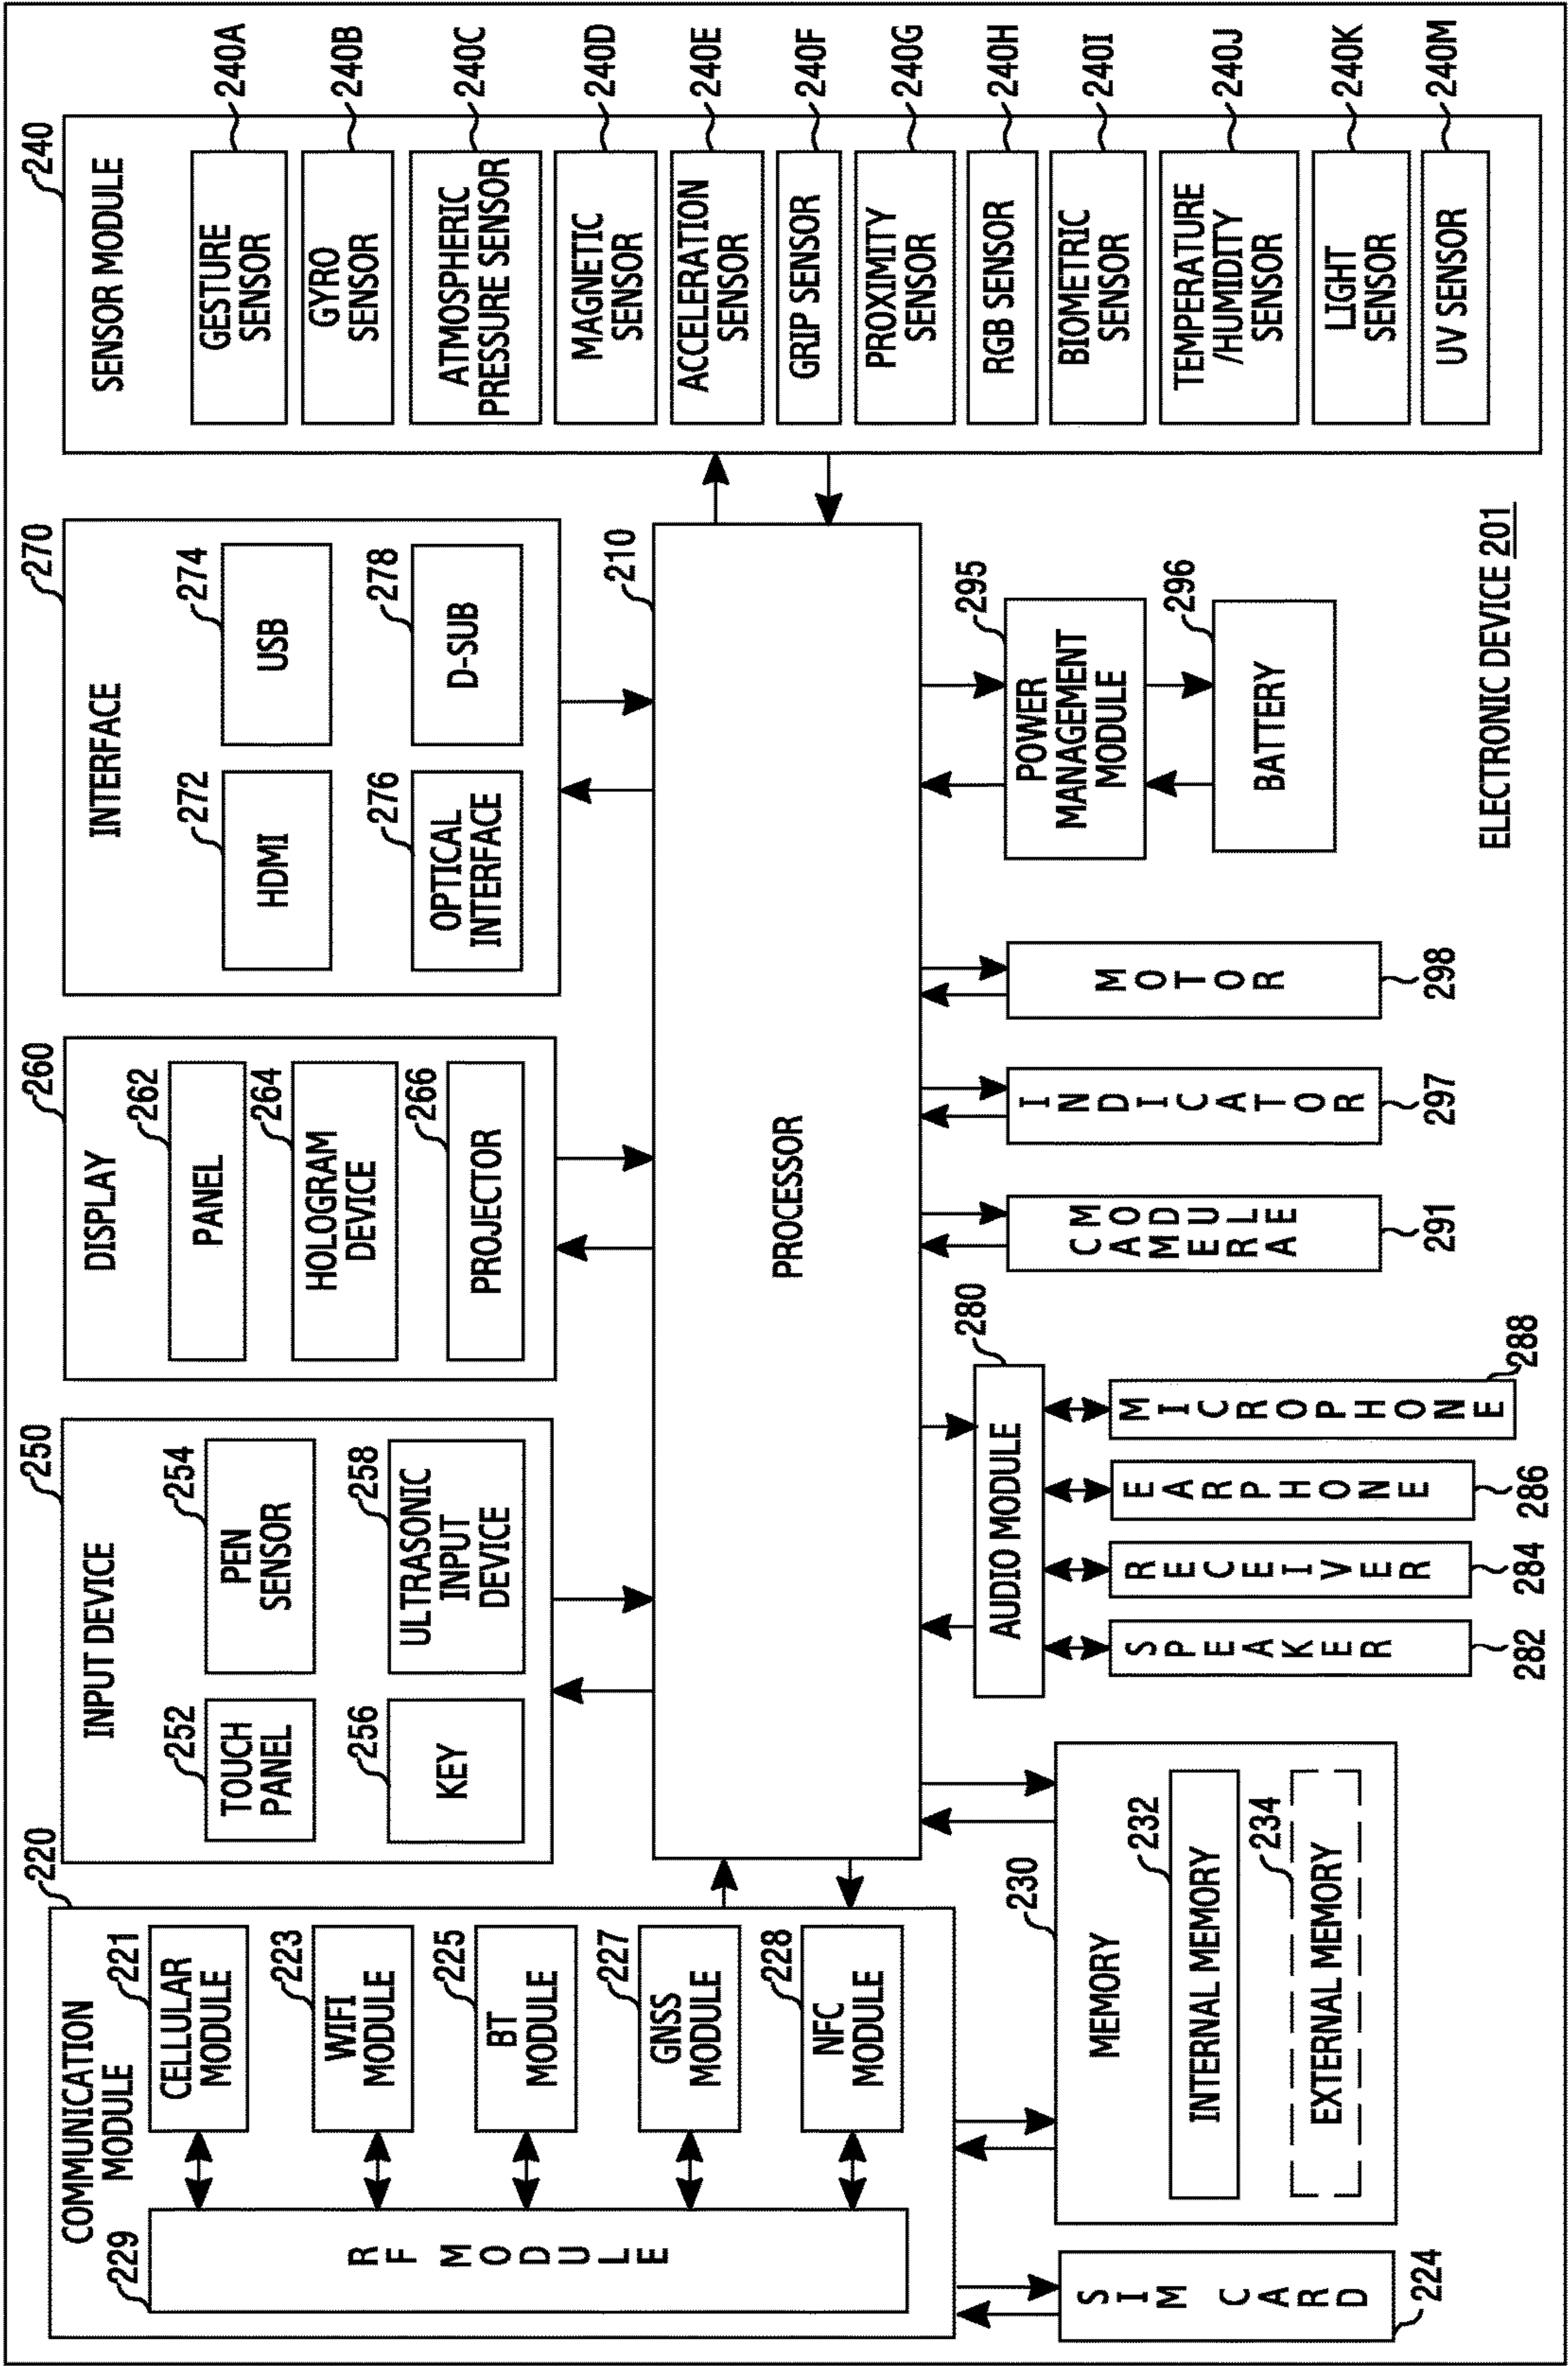 220
COMMUNICATION
MODULE
229
RF MODULE
221
CELLULAR
MODULE
223
WIFI
MODULE
225
BT
MODULE
227
GNSS
MODULE
228
NFC
MODULE
250
INPUT DEVICE
252
TOUCH
PANEL
254
PEN
SENSOR
256
KEY
258
ULTRASONIC
INPUT
DEVICE
260
DISPLAY
262
PANEL
264
HOLOGRAM
DEVICE
266
PROJECTOR
270
INTERFACE
272
HDMI
274
USB
276
OPTICAL
INTERFACE
278
D-SUB
240
SENSOR MODULE
GESTURE
SENSOR
240A
GYRO
SENSOR
240B
ATMOSPHERIC
PRESSURE SENSOR
240C
MAGNETIC
SENSOR
240D
ACCELERATION
SENSOR
240E
GRIP SENSOR
240F
PROXIMITY
SENSOR
240G
RGB SENSOR
240H
BIOMETRIC
SENSOR
240I
TEMPERATURE
/HUMIDITY
SENSOR
240J
LIGHT
SENSOR
240K
UV SENSOR
240M
210
PROCESSOR
SIM CARD
224
230
MEMORY
232
INTERNAL MEMORY
234
EXTERNAL MEMORY
280
AUDIO MODULE
SPEAKER
282
RECEIVER
284
EARPHONE
286
MICROPHONE
288
CAMERA
MODULE
291
INDICATOR
297
MOTOR
298
295
POWER
MANAGEMENT
MODULE
296
BATTERY
ELECTRONIC DEVICE 201